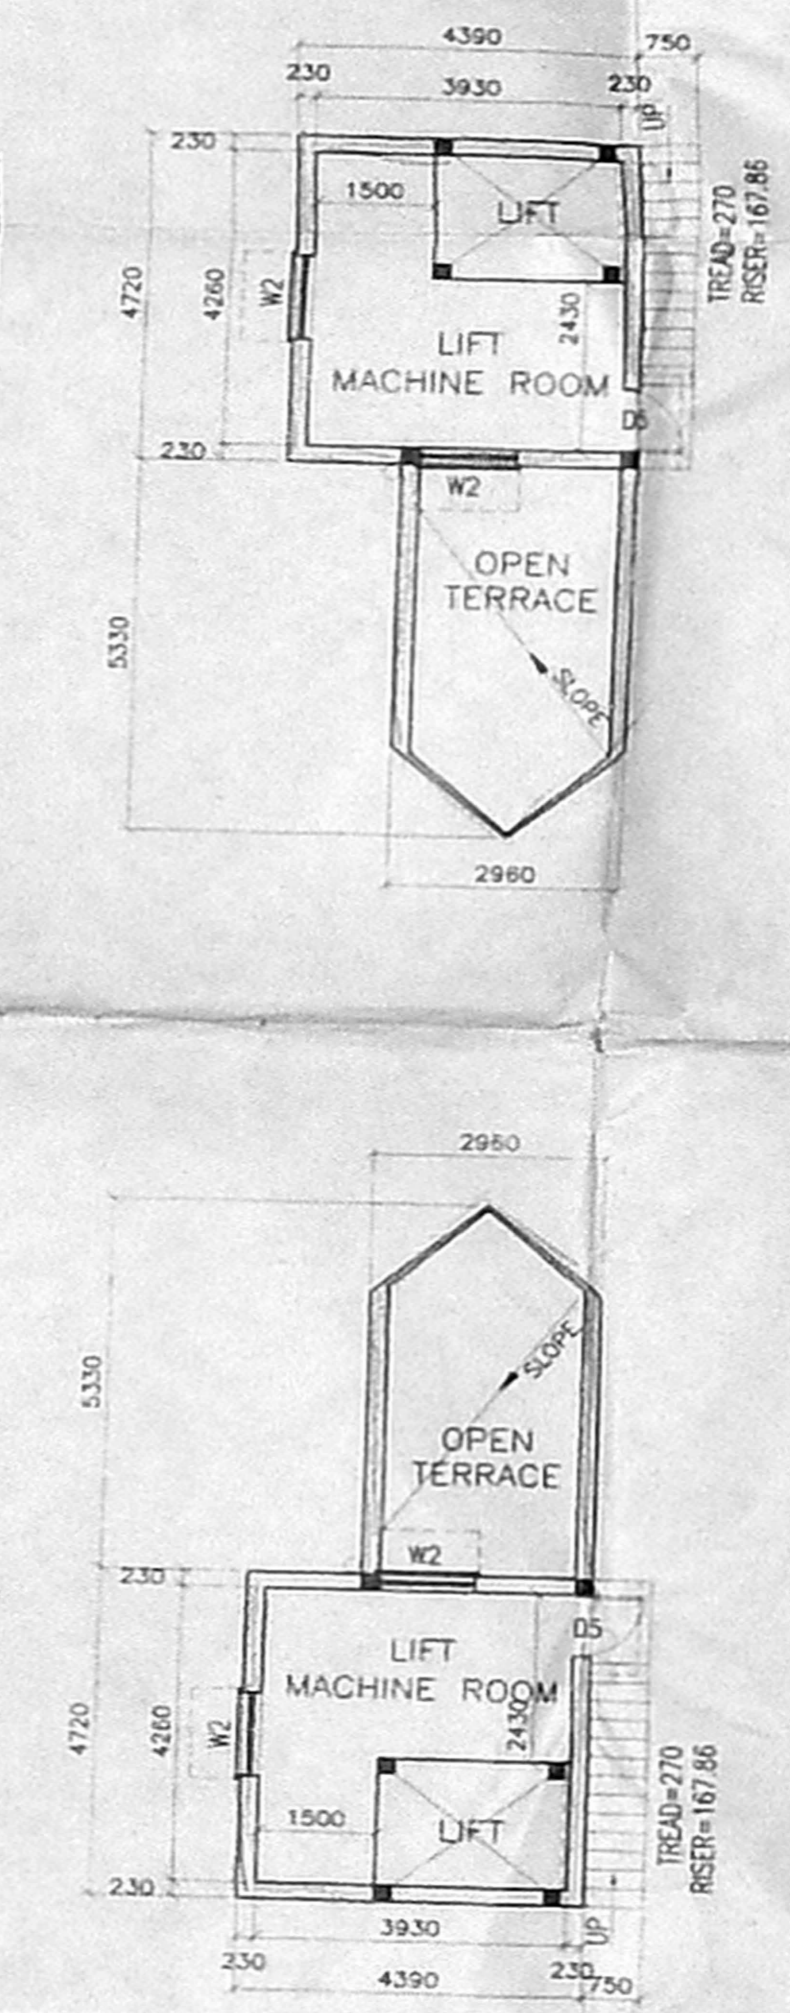 4390
750
230
3930
230
UP
230
1500
LIFT
TREAD=270
RISER=167.86
4720
4260
W2
2430
LIFT
MACHINE ROOM
D5
230
W2
OPEN
TERRACE
5330
SLOPE
2960
2960
SLOPE
5330
OPEN
TERRACE
W2
230
D5
LIFT
MACHINE ROOM
2430
4720
4260
W2
TREAD=270
RISER=167.86
1500
LIFT
230
3930
UP
230
230
4390
750